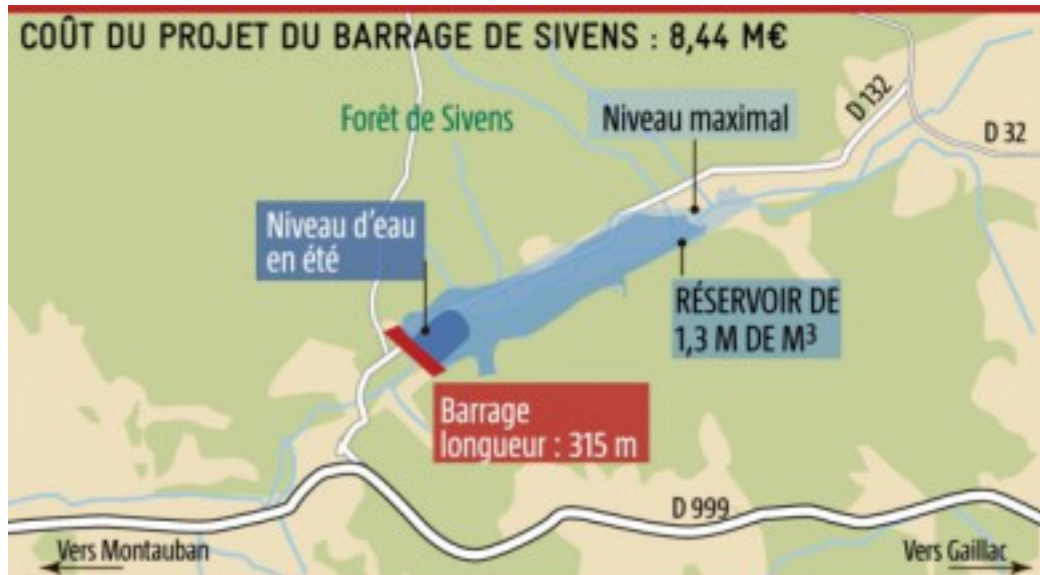 COÛT DU PROJET DU BARRAGE DE SIVENS : 8,44 M€
Forêt de Sivens
Niveau maximal
D 132
D 32
Niveau d'eau
en été
RÉSERVOIR DE
1,3 M DE M³
Barrage
longueur : 315 m
D 999
Vers Montauban
Vers Gaillac